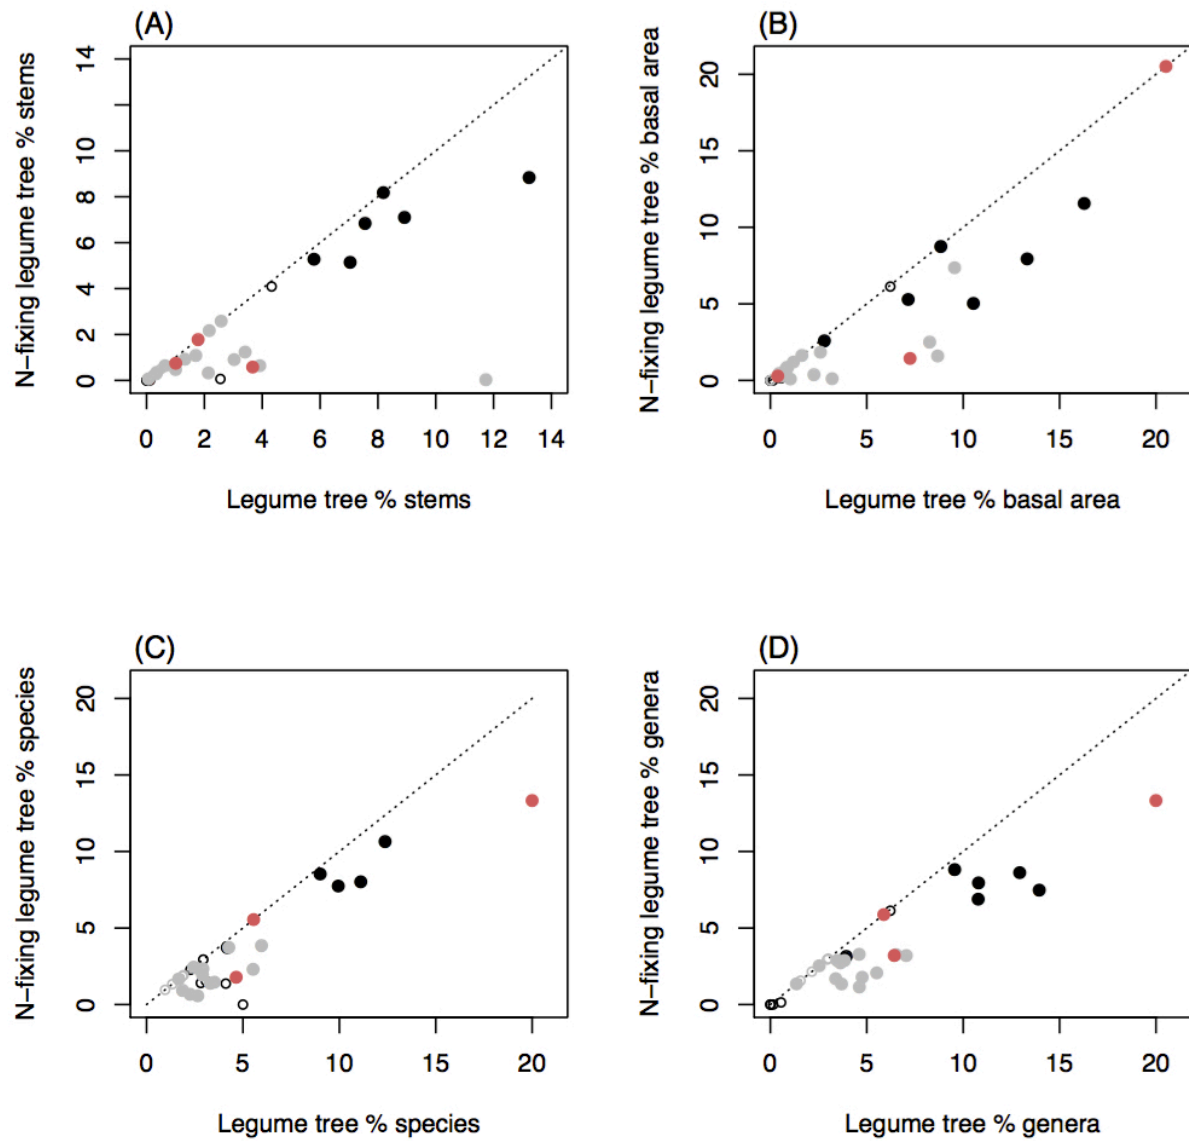 (A)
N−fixing legume tree % stems
14
10
8
6
4
2
0
0 2 4 6 8 10 12 14
Legume tree % stems
(B)
N−fixing legume tree % basal area
20
15
10
5
0
0 5 10 15 20
Legume tree % basal area
(C)
N−fixing legume tree % species
20
15
10
5
0
0 5 10 15 20
Legume tree % species
(D)
N−fixing legume tree % genera
20
15
10
5
0
0 5 10 15 20
Legume tree % genera